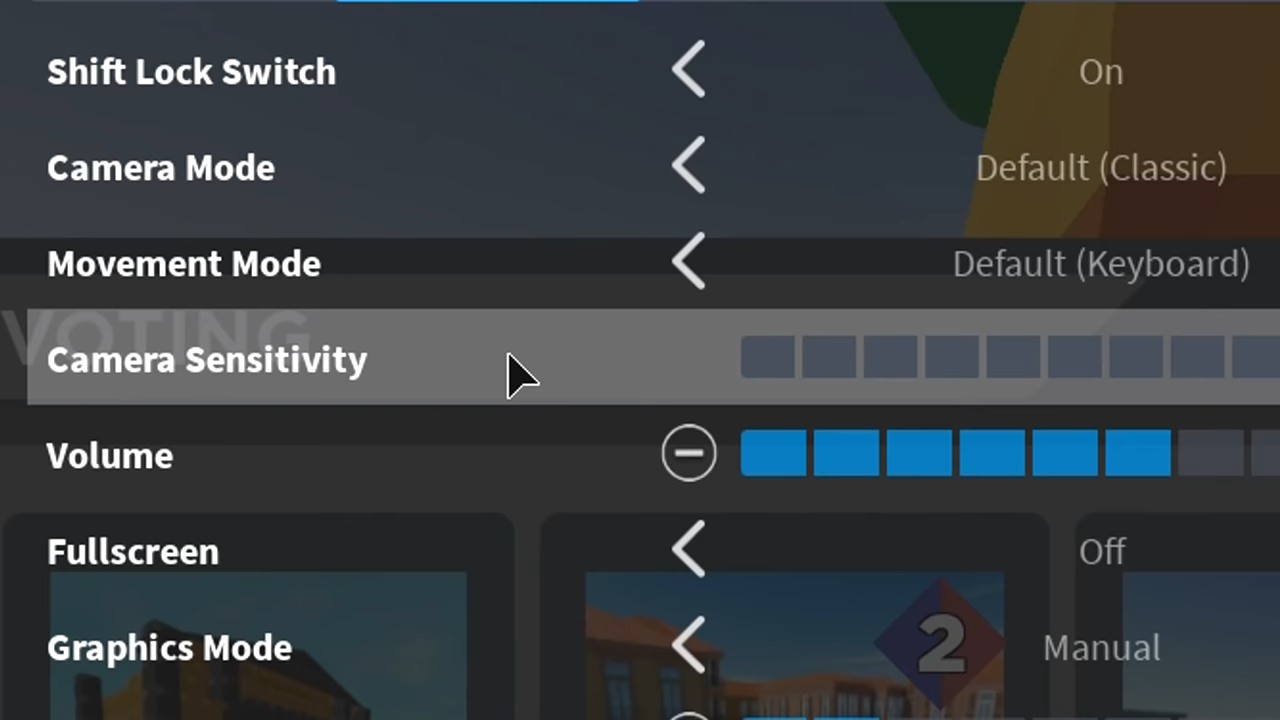 Shift Lock Switch On
Camera Mode Default (Classic)
Movement Mode Default (Keyboard)
VOTING
Camera Sensitivity
Volume
Fullscreen Off
Graphics Mode Manual
2